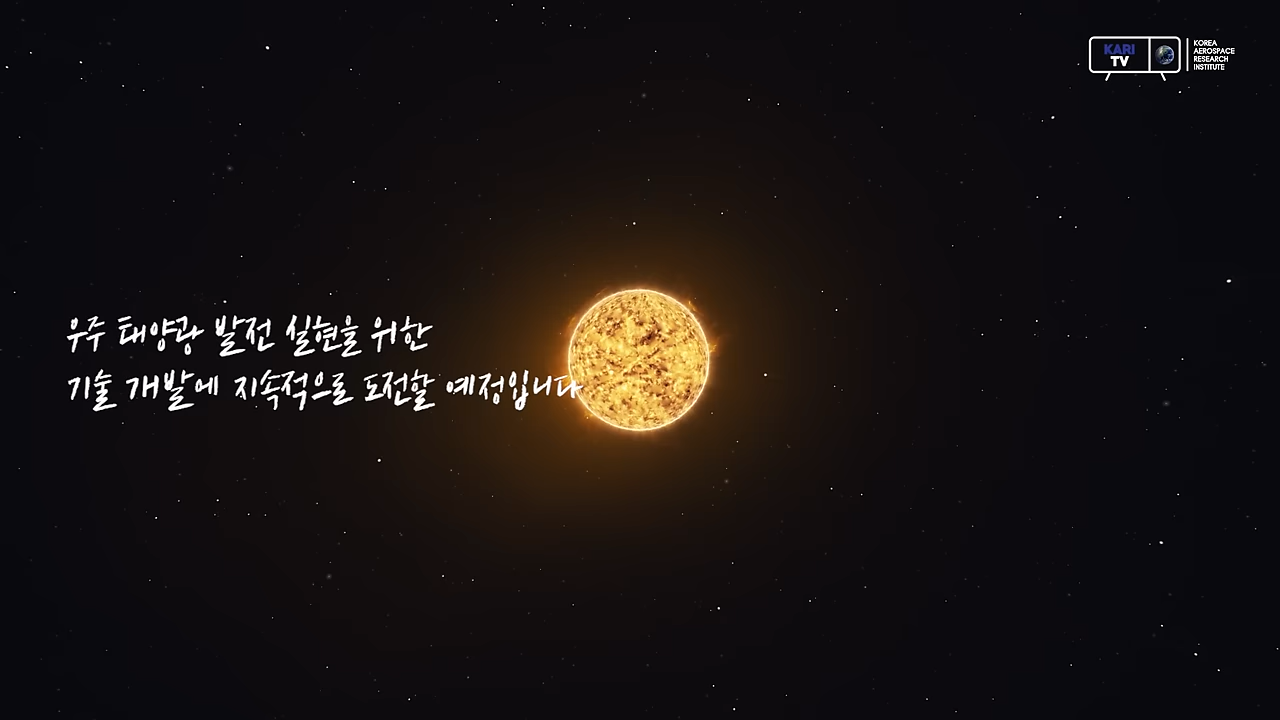 KARI
TV
KOREA
AEROSPACE
RESEARCH
INSTITUTE
우주 태양광 발전 실현을 위한
기술 개발에 지속적으로 도전할 예정입니다